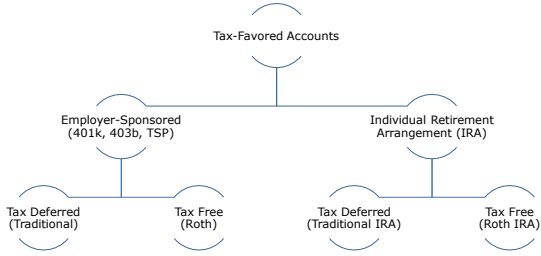 Tax-Favored Accounts
Employer-Sponsored
(401k, 403b, TSP)
Individual Retirement
Arrangement (IRA)
Tax Deferred
(Traditional)
Tax Free
(Roth)
Tax Deferred
(Traditional IRA)
Tax Free
(Roth IRA)